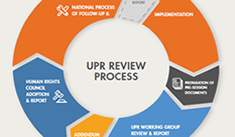 NATIONAL PROCESS
OF FOLLOW-UP &
IMPLEMENTATION
UPR REVIEW
PROCESS
HUMAN RIGHTS
COUNCIL
ADOPTION
& REPORT
PREPARATION OF
PRE-SESSION
DOCUMENTS
ADDENDUM
UPR WORKING GROUP
REVIEW & REPORT